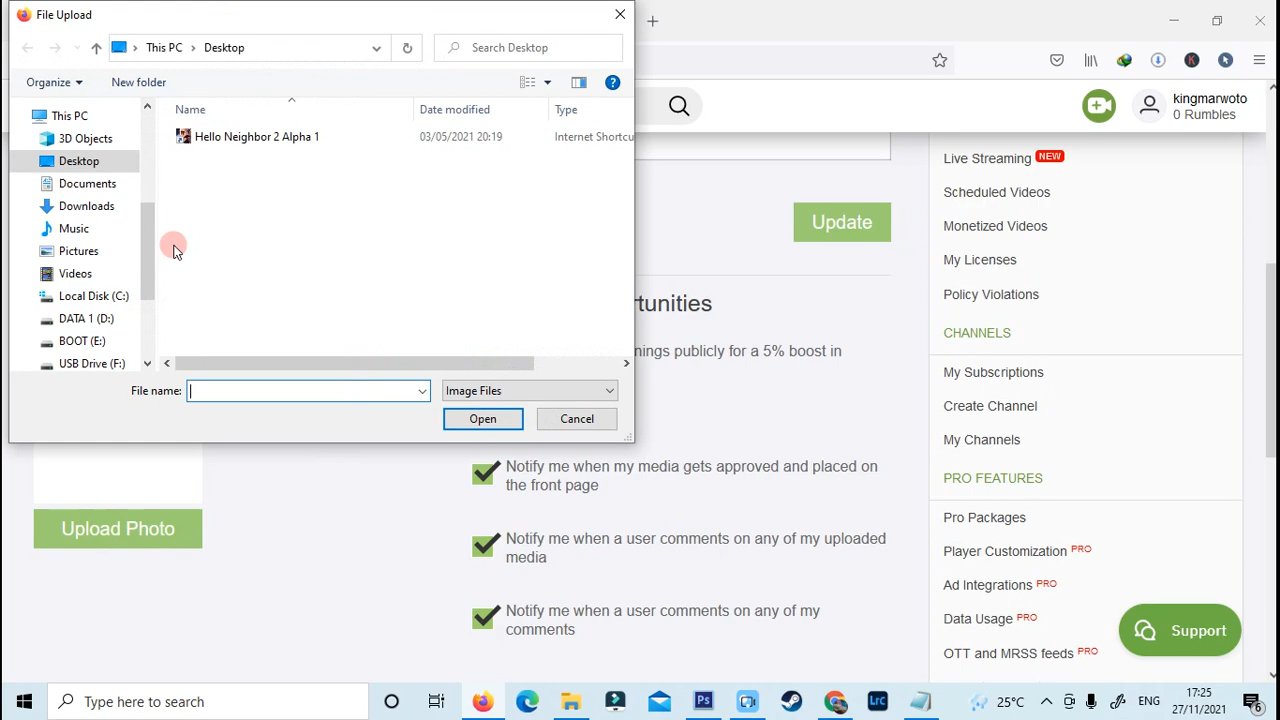 File Upload
This PC
Desktop
Search Desktop
Organize
New folder
Name
Date modified
Type
Hello Neighbor 2 Alpha 1
03/05/2021 20:19
Internet Shortcu
This PC
3D Objects
Desktop
Documents
Downloads
Music
Pictures
Videos
Local Disk (C:)
DATA 1 (D:)
BOOT (E:)
USB Drive (F:)
File name:
Image Files
Open
Cancel
kingmarwoto
0 Rumbles
Update
rtunities
nings publicly for a 5% boost in
Notify me when my media gets approved and placed on
the front page
Notify me when a user comments on any of my uploaded
media
Notify me when a user comments on any of my
comments
Upload Photo
Live Streaming NEW
Scheduled Videos
Monetized Videos
My Licenses
Policy Violations
CHANNELS
My Subscriptions
Create Channel
My Channels
PRO FEATURES
Pro Packages
Player Customization PRO
Ad Integrations PRO
Data Usage PRO
OTT and MRSS feeds PRO
Support
Type here to search
Ps
Lrc
25°C
ENG
17:25
27/11/2021
6